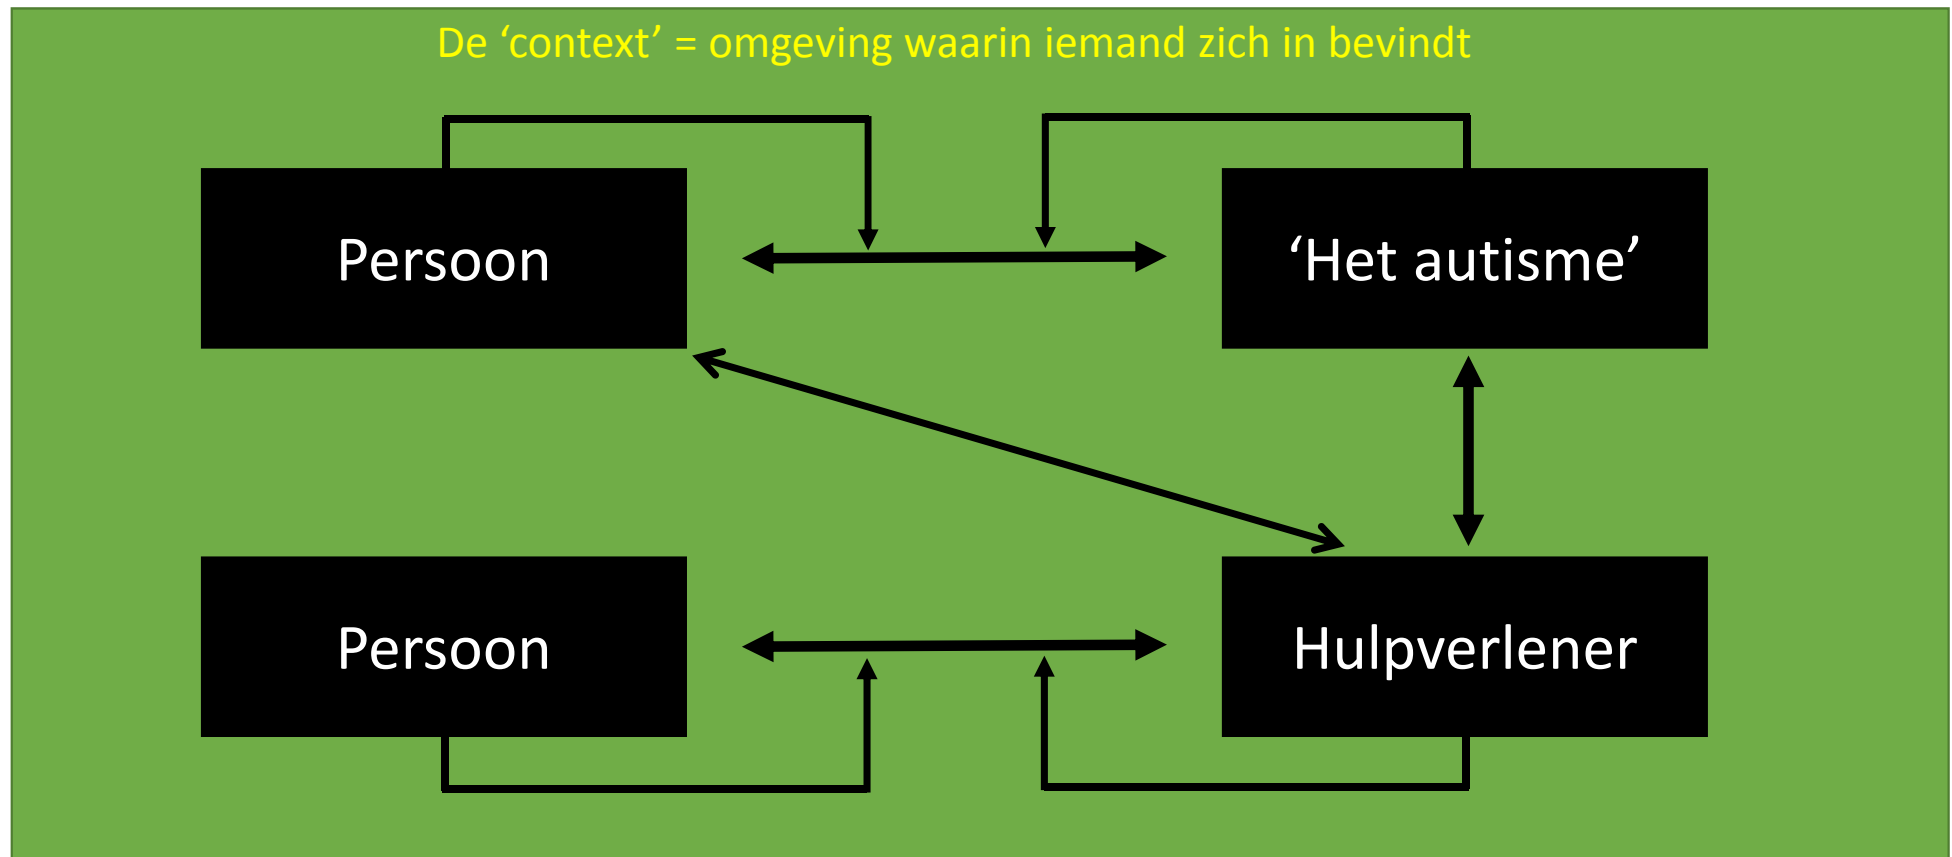 De ‘context’ = omgeving waarin iemand zich in bevindt
Persoon
‘Het autisme’
Persoon
Hulpverlener